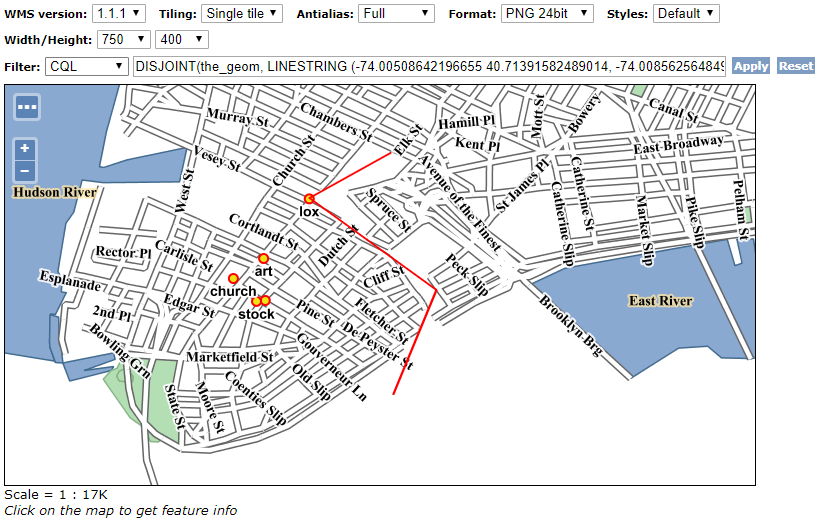 WMS version: 1.1.1 Tiling: Single tile Antialias: Full Format: PNG 24bit Styles: Default
Width/Height: 750 400
Filter: CQL DISJOINT(the_geom, LINESTRING (-74.00508642196655 40.71391582489014, -74.008562564849 Apply Reset
Murray St
Chambers St
Elk St
Hamill Pl
Mott St
Bowery
Canal St
Vesey St
Church St
Kent Pl
East Broadway
+
−
West St
Avenue of the Finest
St James Pl
Catherine St
Hudson River
Spruce St
Catherine Slip
Market Slip
Pike Slip
Pelham St
lox
Cortlandt St
Dutch St
Rector Pl
Carlisle St
art
Cliff St
Peck Slip
Esplanade
church
Edgar St
2nd Pl
stock
Pine St
Fletcher St
East River
Brooklyn Brg
De Peyster St
Bowling Grn
Marketfield St
Gouverneur Ln
State St
Moore St
Coenties Slip
Old Slip
Scale = 1 : 17K
Click on the map to get feature info